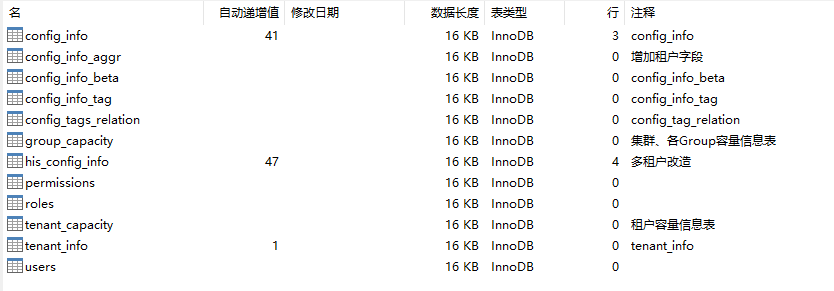 名 自动递增值 修改日期 数据长度 表类型 行 注释
config_info 41 16 KB InnoDB 3 config_info
config_info_aggr 16 KB InnoDB 0 增加租户字段
config_info_beta 16 KB InnoDB 0 config_info_beta
config_info_tag 16 KB InnoDB 0 config_info_tag
config_tags_relation 16 KB InnoDB 0 config_tag_relation
group_capacity 16 KB InnoDB 0 集群、各Group容量信息表
his_config_info 47 16 KB InnoDB 4 多租户改造
permissions 16 KB InnoDB 0
roles 16 KB InnoDB 0
tenant_capacity 16 KB InnoDB 0 租户容量信息表
tenant_info 1 16 KB InnoDB 0 tenant_info
users 16 KB InnoDB 0